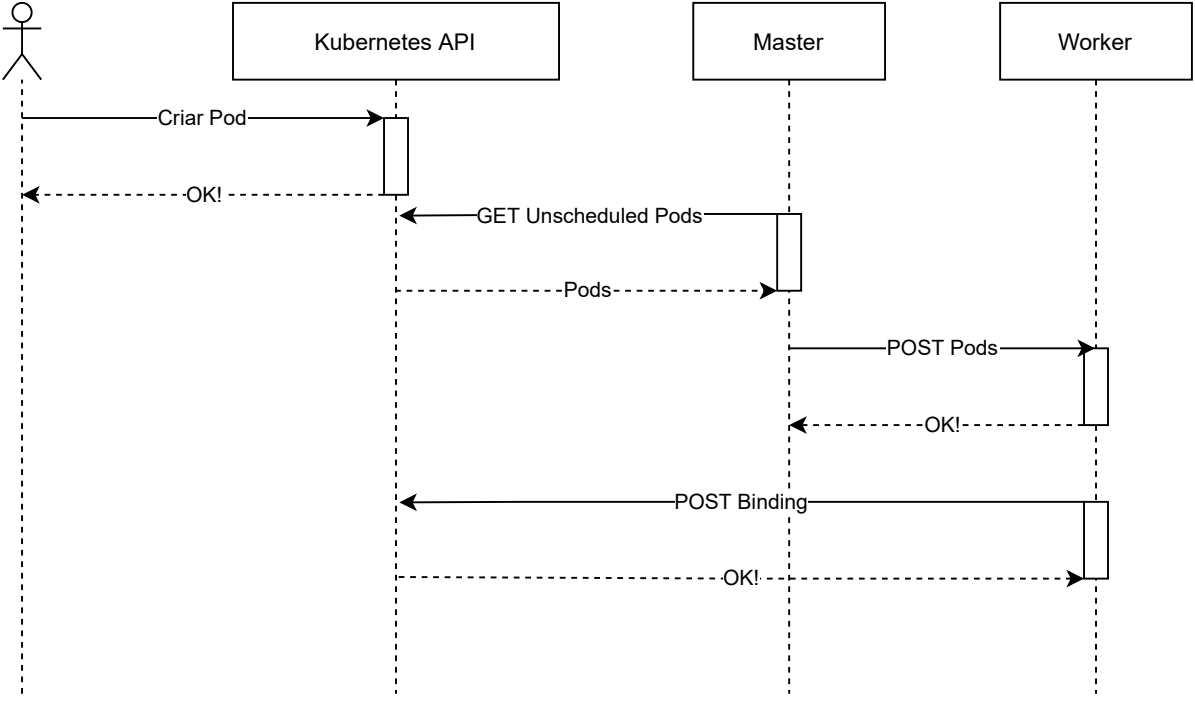 Kubernetes API
Master
Worker
Criar Pod
OK!
GET Unscheduled Pods
Pods
POST Pods
OK!
POST Binding
OK!